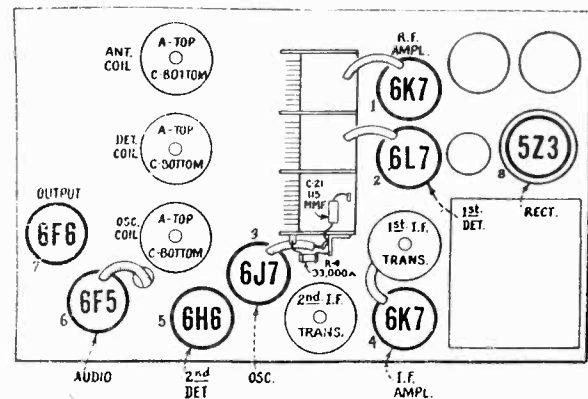 ANT.
COIL
A-TOP
C-BOTTOM
R.F.
AMPL.
6K7
1
DET.
COIL
A-TOP
C-BOTTOM
6L7
2
5Z3
8
C-21
115
MMF
OUTPUT
6F6
7
OSC.
COIL
A-TOP
C-BOTTOM
3
6J7
R-4
33,000Λ
1st
DET.
RECT.
1st I.F.
TRANS.
6F5
6
5
6H6
2nd I.F.
TRANS.
6K7
4
AUDIO
2nd
DET
OSC.
I.F.
AMPL.